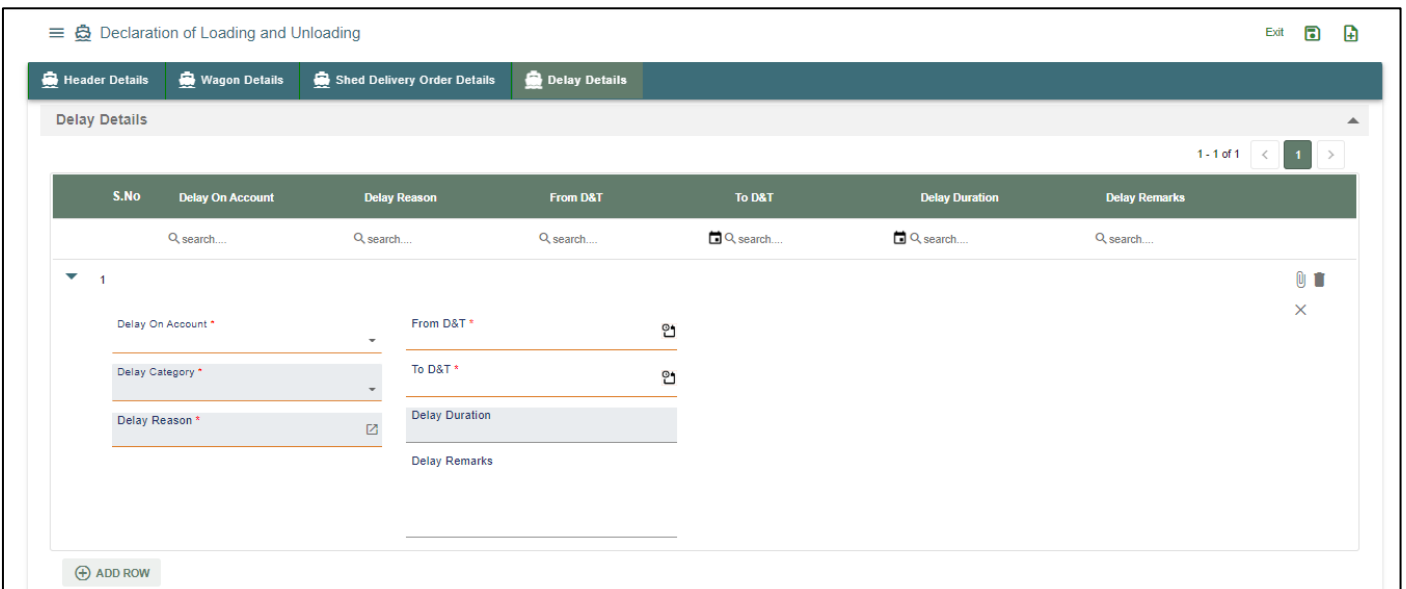 Declaration of Loading and Unloading Exit
Header Details Wagon Details Shed Delivery Order Details Delay Details
Delay Details
1 - 1 of 1 < 1 >
S.No Delay On Account Delay Reason From D&T To D&T Delay Duration Delay Remarks
search.... search.... search.... search.... search.... search....
1
Delay On Account *
From D&T *
Delay Category *
To D&T *
Delay Reason *
Delay Duration
Delay Remarks
ADD ROW